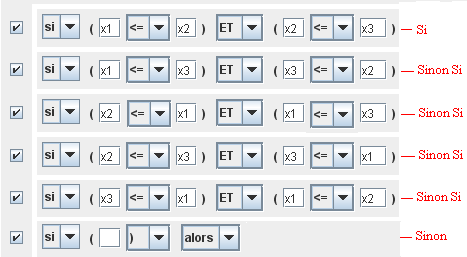 si ( x1 <= x2 ) ET ( x2 <= x3 ) — Si
si ( x1 <= x3 ) ET ( x3 <= x2 ) — Sinon Si
si ( x2 <= x1 ) ET ( x1 <= x3 ) — Sinon Si
si ( x2 <= x3 ) ET ( x3 <= x1 ) — Sinon Si
si ( x3 <= x1 ) ET ( x1 <= x2 ) — Sinon Si
si ( ) alors — Sinon